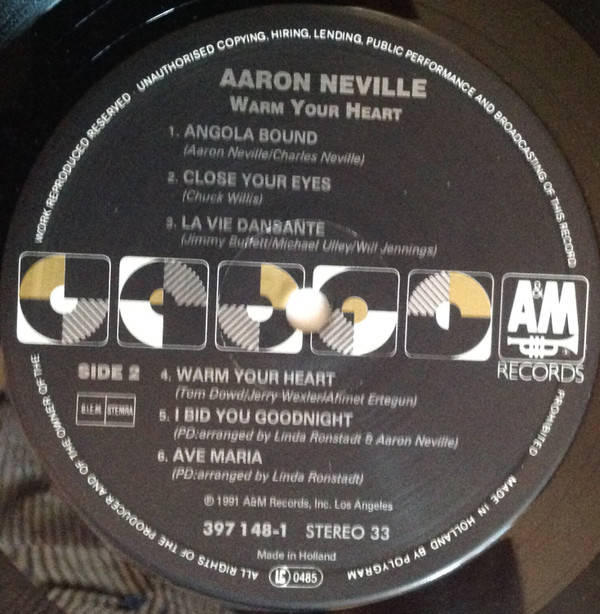 AARON NEVILLE
WARM YOUR HEART
1. ANGOLA BOUND
(Aaron Neville/Charles Neville)
2. CLOSE YOUR EYES
(Chuck Willis)
3. LA VIE DANSANTE
(Jimmy Buffett/Michael Utley/Will Jennings)
A&M
RECORDS
SIDE 2
B.I.E.M. STEMRA
4. WARM YOUR HEART
(Tom Dowd/Jerry Wexler/Ahmet Ertegun)
5. I BID YOU GOODNIGHT
(PD:arranged by Linda Ronstadt & Aaron Neville)
6. AVE MARIA
(PD:arranged by Linda Ronstadt)
℗1991 A&M Records, Inc. Los Angeles
397 148-1 STEREO 33
Made in Holland
LC 0485
ALL RIGHTS OF THE PRODUCER AND OF THE OWNER OF THE WORK REPRODUCED RESERVED UNAUTHORISED COPYING, HIRING, LENDING, PUBLIC PERFORMANCE AND BROADCASTING OF THIS RECORD PROHIBITED
MADE IN HOLLAND BY POLYGRAM